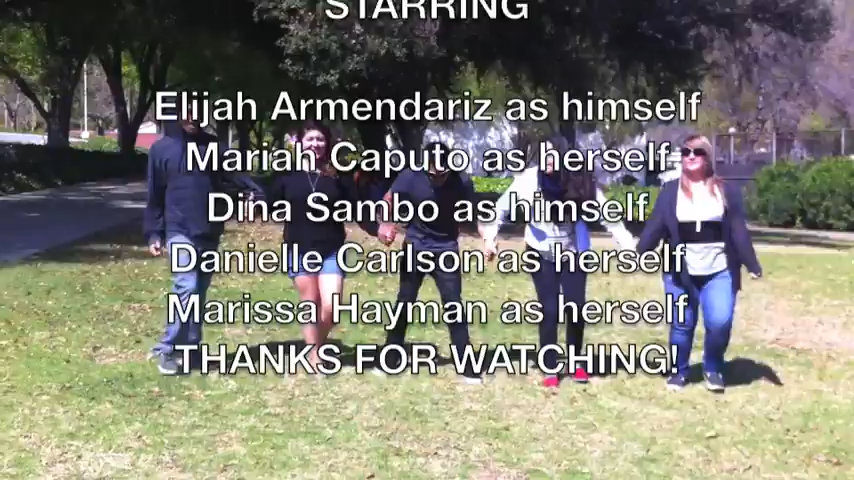 STARRING
Elijah Armendariz as himself
Mariah Caputo as herself
Dina Sambo as himself
Danielle Carlson as herself
Marissa Hayman as herself
THANKS FOR WATCHING!